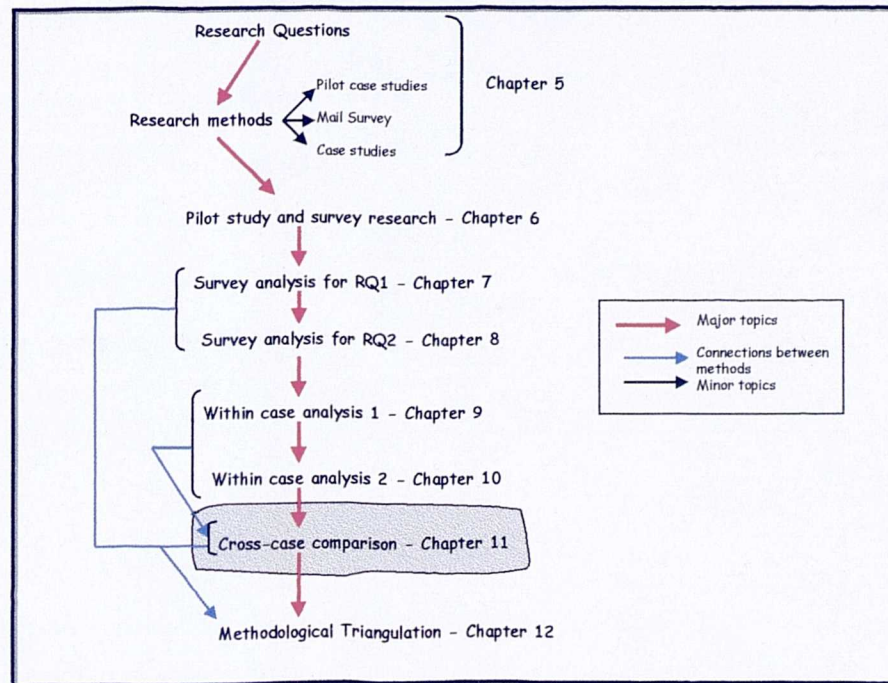 Research Questions
Pilot case studies
Chapter 5
Research methods
Mail Survey
Case studies
Pilot study and survey research - Chapter 6
Survey analysis for RQ1 - Chapter 7
Survey analysis for RQ2 - Chapter 8
Within case analysis 1 - Chapter 9
Within case analysis 2 - Chapter 10
Cross-case comparison - Chapter 11
Methodological Triangulation - Chapter 12
Major topics
Connections between
methods
Minor topics